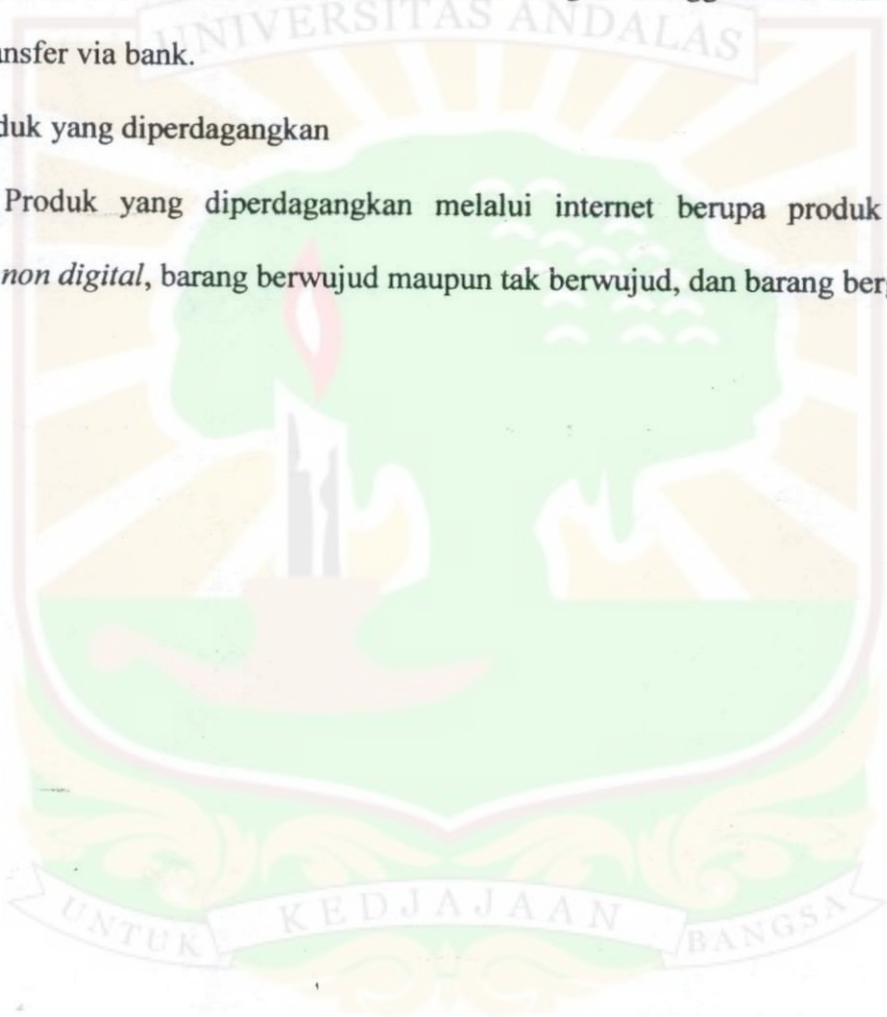 UNIVERSITAS ANDALAS
ansfer via bank.
duk yang diperdagangkan
Produk yang diperdagangkan melalui internet berupa produk
non digital, barang berwujud maupun tak berwujud, dan barang ber
UNTUK KEDJAJAAN BANGSA